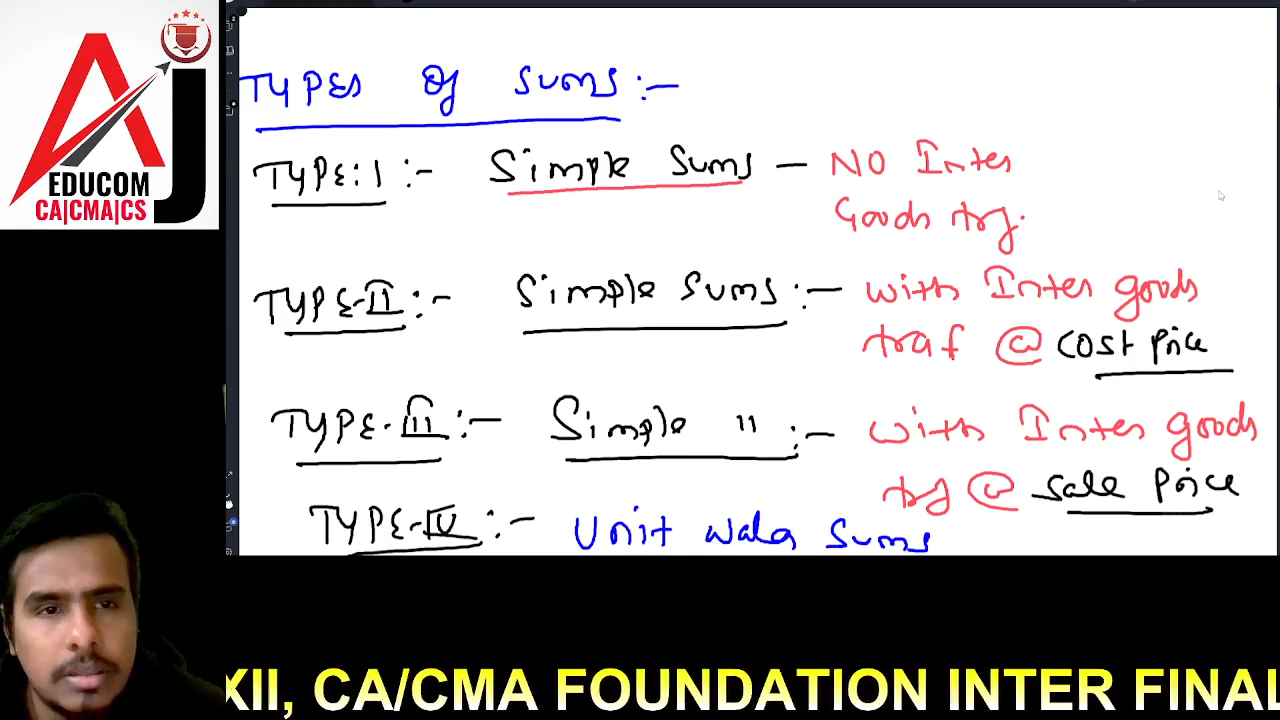 AJ
EDUCOM
CA|CMA|CS
TYPES Of SUMS :-
TYPE: I :- Simple Sums - NO Inter
Goods trf.
TYPE-II :- Simple Sums :- with Inter goods
traf @ cost Price
TYPE-III :- Simple " :- with Inter goods
trf @ Sale Price
TYPE-IV :- Unit wala Sums
XII, CA/CMA FOUNDATION INTER FINAL